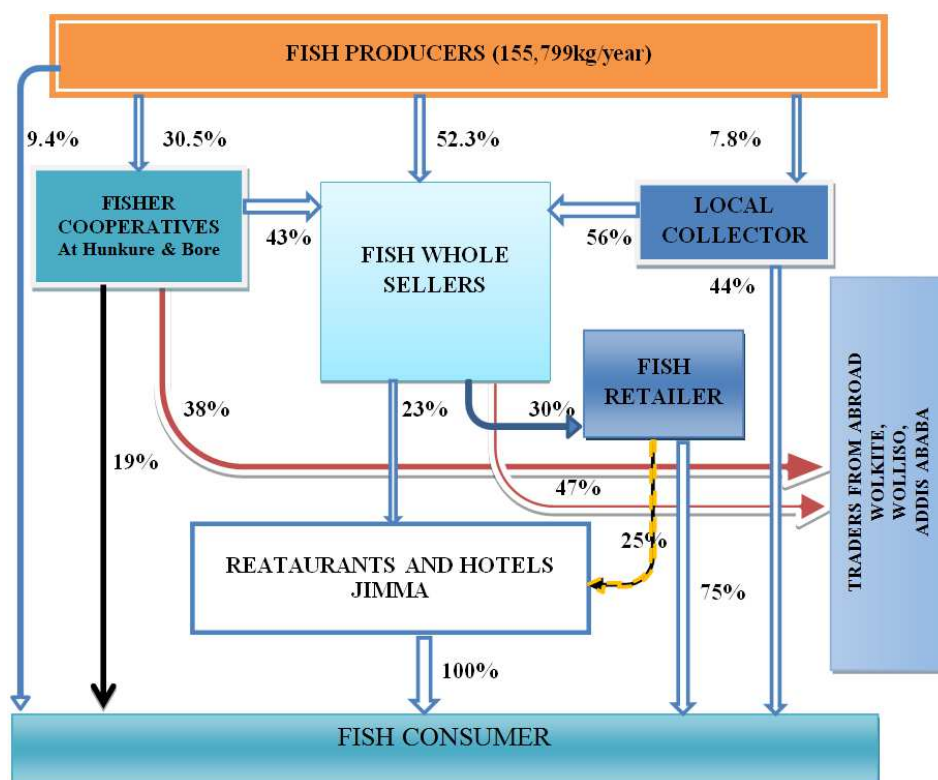 FISH PRODUCERS (155,799kg/year)
9.4%
30.5%
52.3%
7.8%
FISHER
COOPERATIVES
At Hunkure & Bore
43%
FISH WHOLE
SELLERS
56%
LOCAL
COLLECTOR
44%
FISH
RETAILER
38%
23%
30%
19%
47%
TRADERS FROM ABROAD
WOLKITE,
WOLLISO,
ADDIS ABABA
25%
REATAURANTS AND HOTELS
JIMMA
75%
100%
FISH CONSUMER